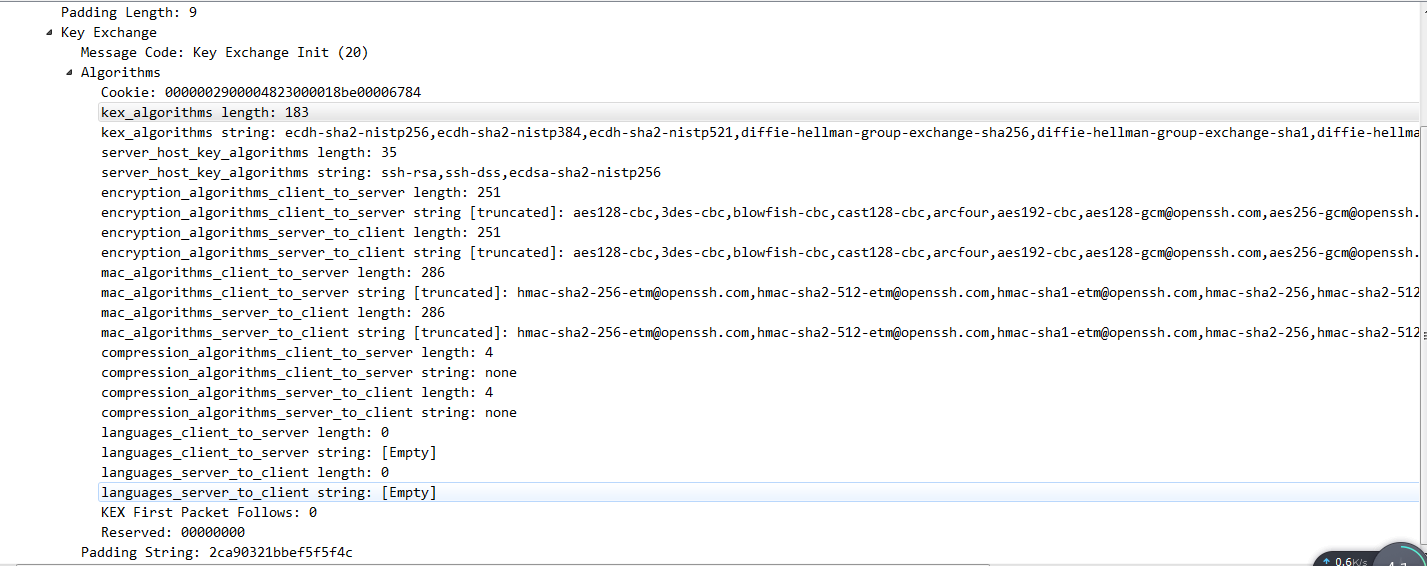 Padding Length: 9
Key Exchange
Message Code: Key Exchange Init (20)
Algorithms
Cookie: 0000002900004823000018be00006784
kex_algorithms length: 183
kex_algorithms string: ecdh-sha2-nistp256,ecdh-sha2-nistp384,ecdh-sha2-nistp521,diffie-hellman-group-exchange-sha256,diffie-hellman-group-exchange-sha1,diffie-hellma
server_host_key_algorithms length: 35
server_host_key_algorithms string: ssh-rsa,ssh-dss,ecdsa-sha2-nistp256
encryption_algorithms_client_to_server length: 251
encryption_algorithms_client_to_server string [truncated]: aes128-cbc,3des-cbc,blowfish-cbc,cast128-cbc,arcfour,aes192-cbc,aes128-gcm@openssh.com,aes256-gcm@openssh.
encryption_algorithms_server_to_client length: 251
encryption_algorithms_server_to_client string [truncated]: aes128-cbc,3des-cbc,blowfish-cbc,cast128-cbc,arcfour,aes192-cbc,aes128-gcm@openssh.com,aes256-gcm@openssh.
mac_algorithms_client_to_server length: 286
mac_algorithms_client_to_server string [truncated]: hmac-sha2-256-etm@openssh.com,hmac-sha2-512-etm@openssh.com,hmac-sha1-etm@openssh.com,hmac-sha2-256,hmac-sha2-512
mac_algorithms_server_to_client length: 286
mac_algorithms_server_to_client string [truncated]: hmac-sha2-256-etm@openssh.com,hmac-sha2-512-etm@openssh.com,hmac-sha1-etm@openssh.com,hmac-sha2-256,hmac-sha2-512
compression_algorithms_client_to_server length: 4
compression_algorithms_client_to_server string: none
compression_algorithms_server_to_client length: 4
compression_algorithms_server_to_client string: none
languages_client_to_server length: 0
languages_client_to_server string: [Empty]
languages_server_to_client length: 0
languages_server_to_client string: [Empty]
KEX First Packet Follows: 0
Reserved: 00000000
Padding String: 2ca90321bbef5f5f4c
0.6K/s